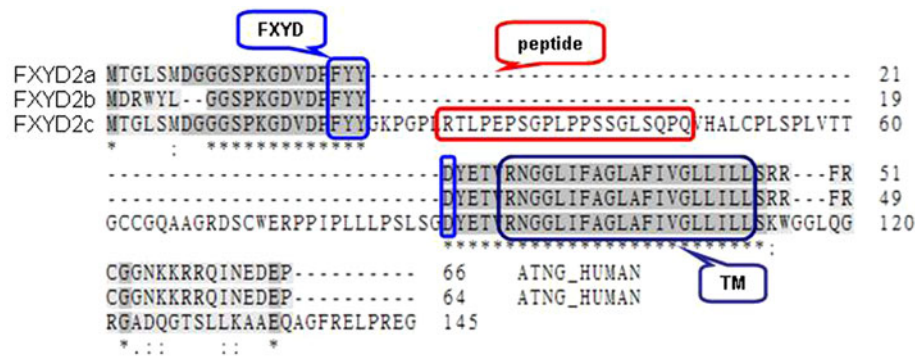 FXYD
peptide
FXYD2a MTGLSMDGGGSPKGDVDPFYY--------------------------------------- 21
FXYD2b MDRWYL--GGSPKGDVDPFYY--------------------------------------- 19
FXYD2c MTGLSMDGGGSPKGDVDPFYYGKPGPLRTLPEPSGPLPPSSGLSQPQVHALCPLSPLVTT 60
*    :  *************
---------------------------DYETVRNGGLIFAGLAFIVGLLILLSRR---FR 51
---------------------------DYETVRNGGLIFAGLAFIVGLLILLSRR---FR 49
GCCGQAAGRDSCWERPPIPLLLPSLSGDYETVRNGGLIFAGLAFIVGLLILLSKWGGLQG 120
**************************:
TM
CGGNKKRRQINEDEP---------- 66 ATNG_HUMAN
CGGNKKRRQINEDEP---------- 64 ATNG_HUMAN
RGADQGTSLLKAAEQAGFRELPREG 145
*.::    ::  *